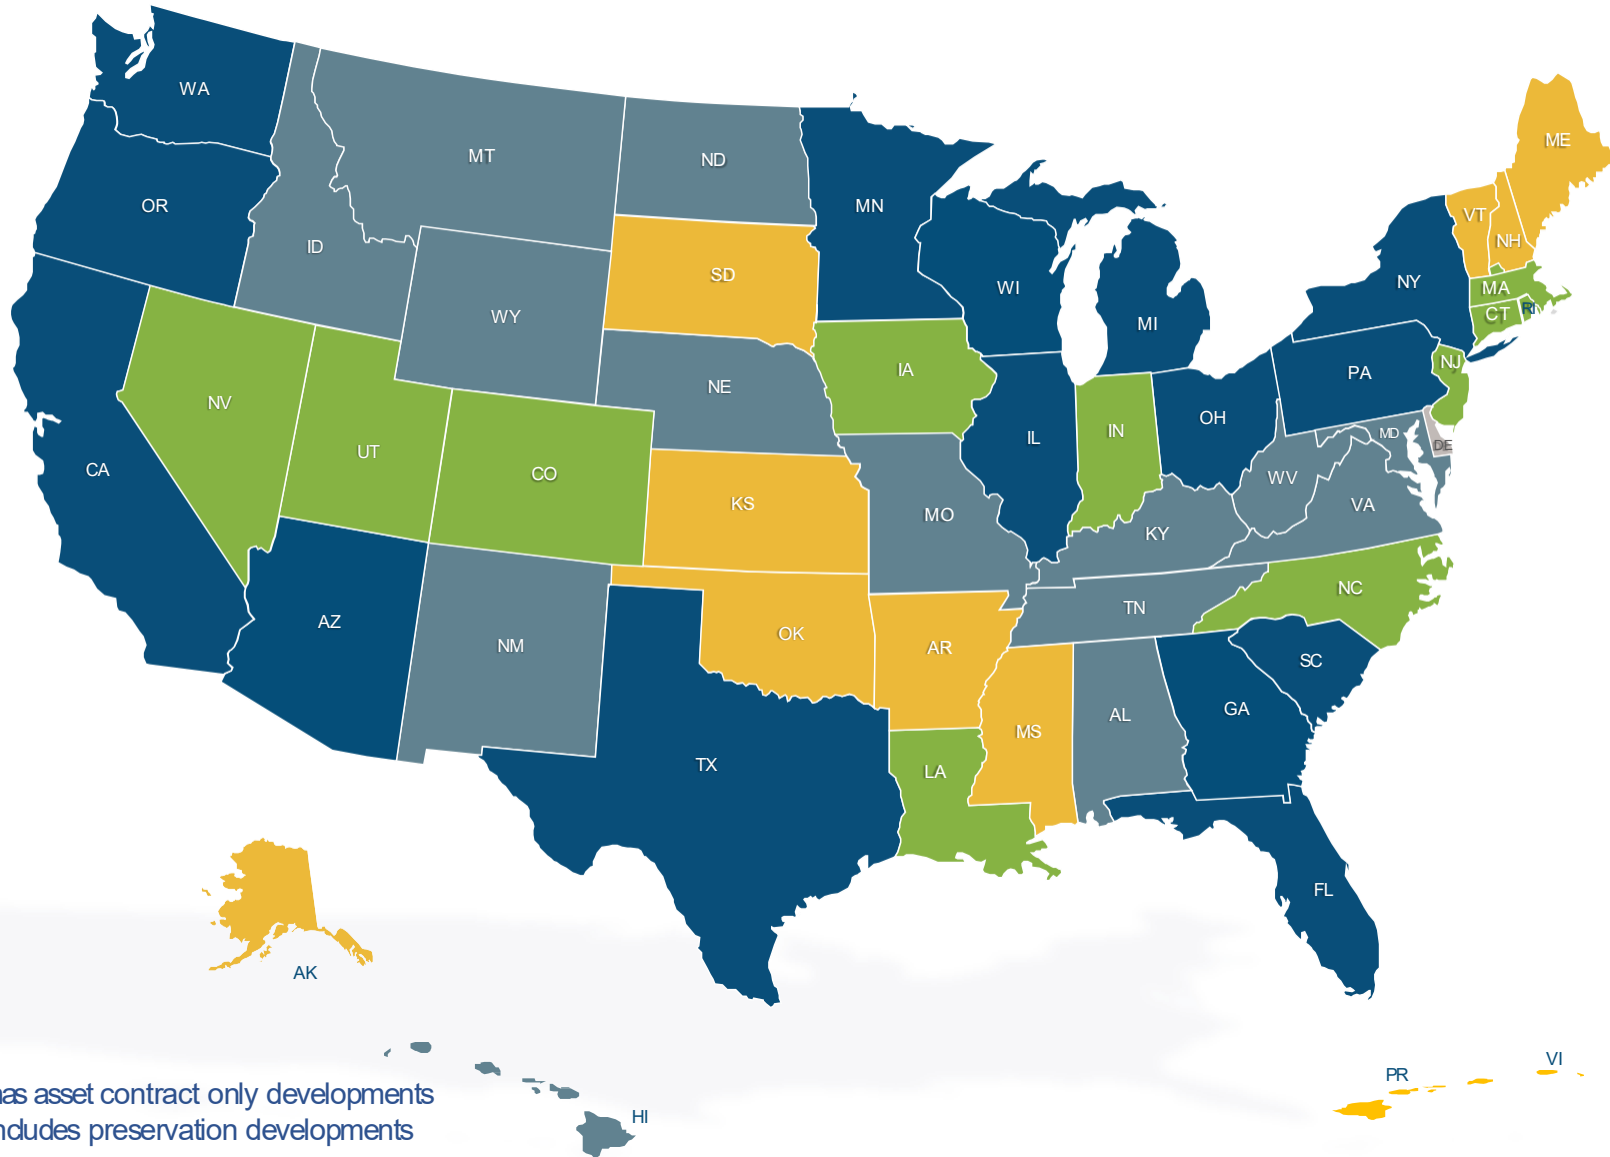 WA
MT
ND
ME
OR
MN
VT
ID
NH
SD
WI
NY
MA
WY
MI
CT
RI
NJ
IA
PA
NE
NV
OH
IN
IL
MD
DE
UT
CA
CO
WV
KS
VA
MO
KY
NC
TN
AZ
OK
NM
AR
SC
GA
AL
MS
TX
LA
FL
AK
VI
PR
as asset contract only developments
HI
ncludes preservation developments